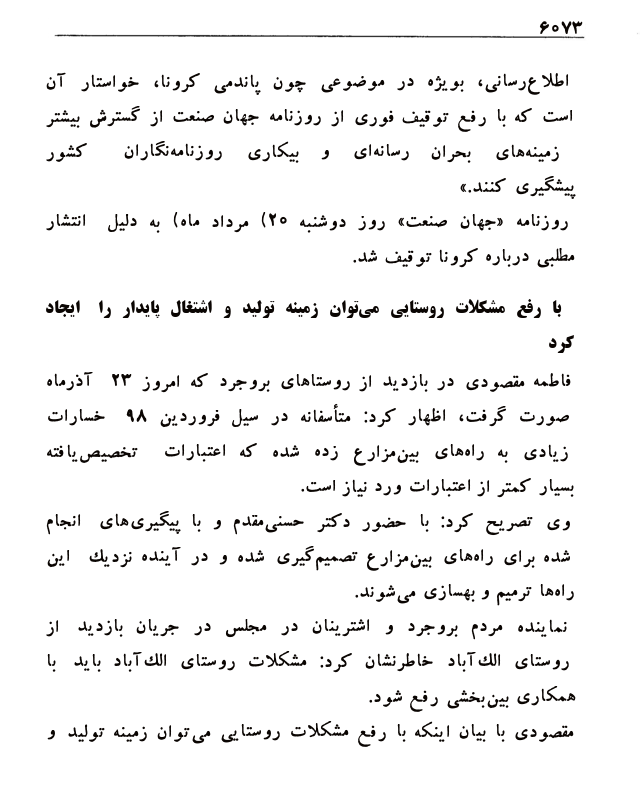 ۶۰۷۳
اطلاع‌رسانی، بویژه در موضوعی چون پاندمی کرونا، خواستار آن
است که با رفع توقیف فوری از روزنامه جهان صنعت از گسترش بیشتر
زمینه‌های بحران رسانه‌ای و بیکاری روزنامه‌نگاران کشور
پیشگیری کنند.»
روزنامه «جهان صنعت» روز دوشنبه ۲۰) مرداد ماه) به دلیل انتشار
مطلبی درباره کرونا توقیف شد.
با رفع مشکلات روستایی می‌توان زمینه تولید و اشتغال پایدار را ایجاد
کرد
فاطمه مقصودی در بازدید از روستاهای بروجرد که امروز ۲۳ آذرماه
صورت گرفت، اظهار کرد: متأسفانه در سیل فروردین ۹۸ خسارات
زیادی به راه‌های بین‌مزارع زده شده که اعتبارات تخصیص‌یافته
بسیار کمتر از اعتبارات ورد نیاز است.
وی تصریح کرد: با حضور دکتر حسنی‌مقدم و با پیگیری‌های انجام
شده برای راه‌های بین‌مزارع تصمیم‌گیری شده و در آینده نزدیك این
راه‌ها ترمیم و بهسازی می‌شوند.
نماینده مردم بروجرد و اشترینان در مجلس در جریان بازدید از
روستای الك‌آباد خاطرنشان کرد: مشکلات روستای الك‌آباد باید با
همکاری بین‌بخشی رفع شود.
مقصودی با بیان اینکه با رفع مشکلات روستایی می‌توان زمینه تولید و